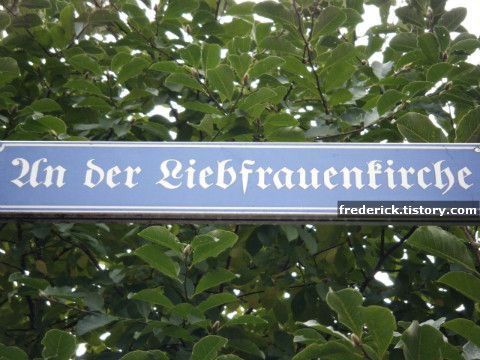 An der Liebfrauenkirche
frederick.tistory.com